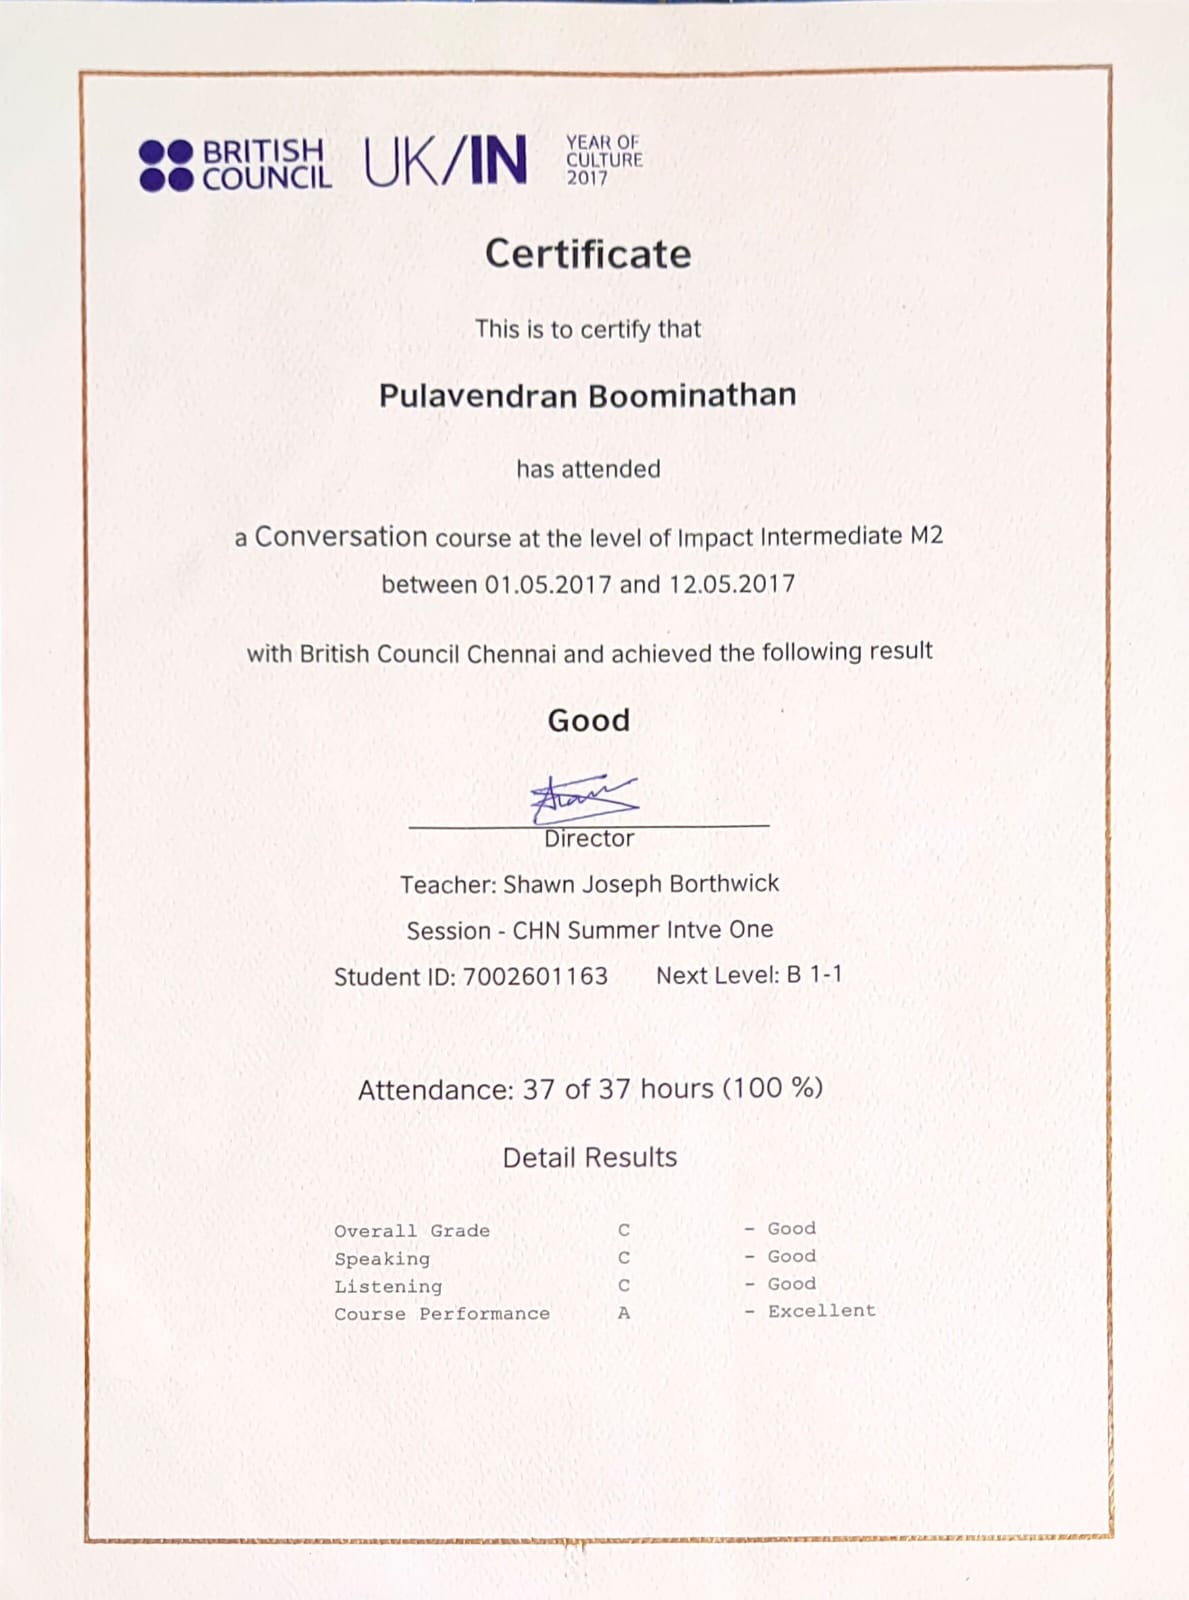 BRITISH
COUNCIL
UK/IN
YEAR OF
CULTURE
2017
Certificate
This is to certify that
Pulavendran Boominathan
has attended
a Conversation course at the level of Impact Intermediate M2
between 01.05.2017 and 12.05.2017
with British Council Chennai and achieved the following result
Good
Director
Teacher: Shawn Joseph Borthwick
Session - CHN Summer Intve One
Student ID: 7002601163 Next Level: B 1-1
Attendance: 37 of 37 hours (100 %)
Detail Results
Overall Grade C - Good
Speaking C - Good
Listening C - Good
Course Performance A - Excellent